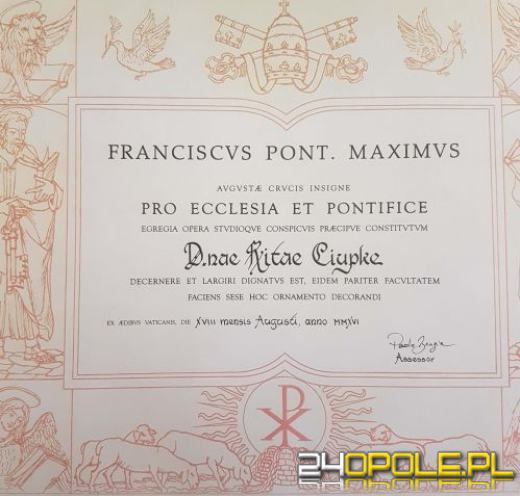 FRANCISCVS PONT. MAXIMVS
AVGVSTÆ CRVCIS INSIGNE
PRO ECCLESIA ET PONTIFICE
EGREGIA OPERA STVDIOQVE CONSPICVIS PRÆCIPVE CONSTITVTVM
D.nae Ritae Ciupke
DECERNERE ET LARGIRI DIGNATVS EST, EIDEM PARITER FACVLTATEM
FACIENS SESE HOC ORNAMENTO DECORANDI
EX ÆDIBVS VATICANIS, DIE XVIII mensis Augusti, anno MMXVI
Assessor
24OPOLE.PL